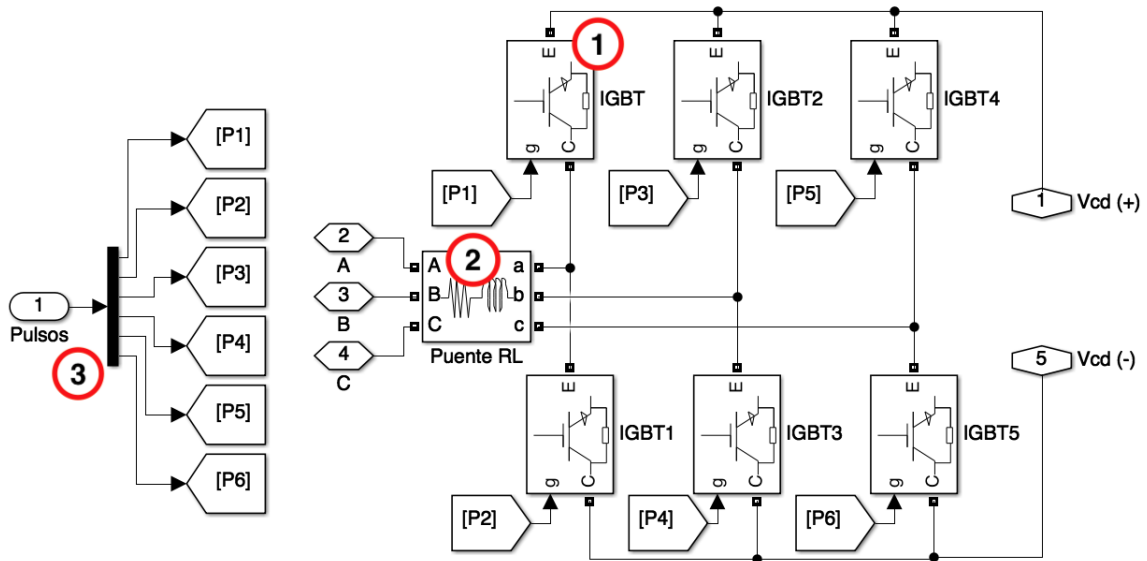 1
Pulsos
3
[P1]
[P2]
[P3]
[P4]
[P5]
[P6]
E
1
IGBT
g
C
[P1]
E
IGBT2
g
C
[P3]
E
IGBT4
g
C
[P5]
1
Vcd (+)
2
A
3
B
4
C
2
A
B
C
a
b
c
Puente RL
E
IGBT1
g
C
[P2]
E
IGBT3
g
C
[P4]
E
IGBT5
g
C
[P6]
5
Vcd (-)